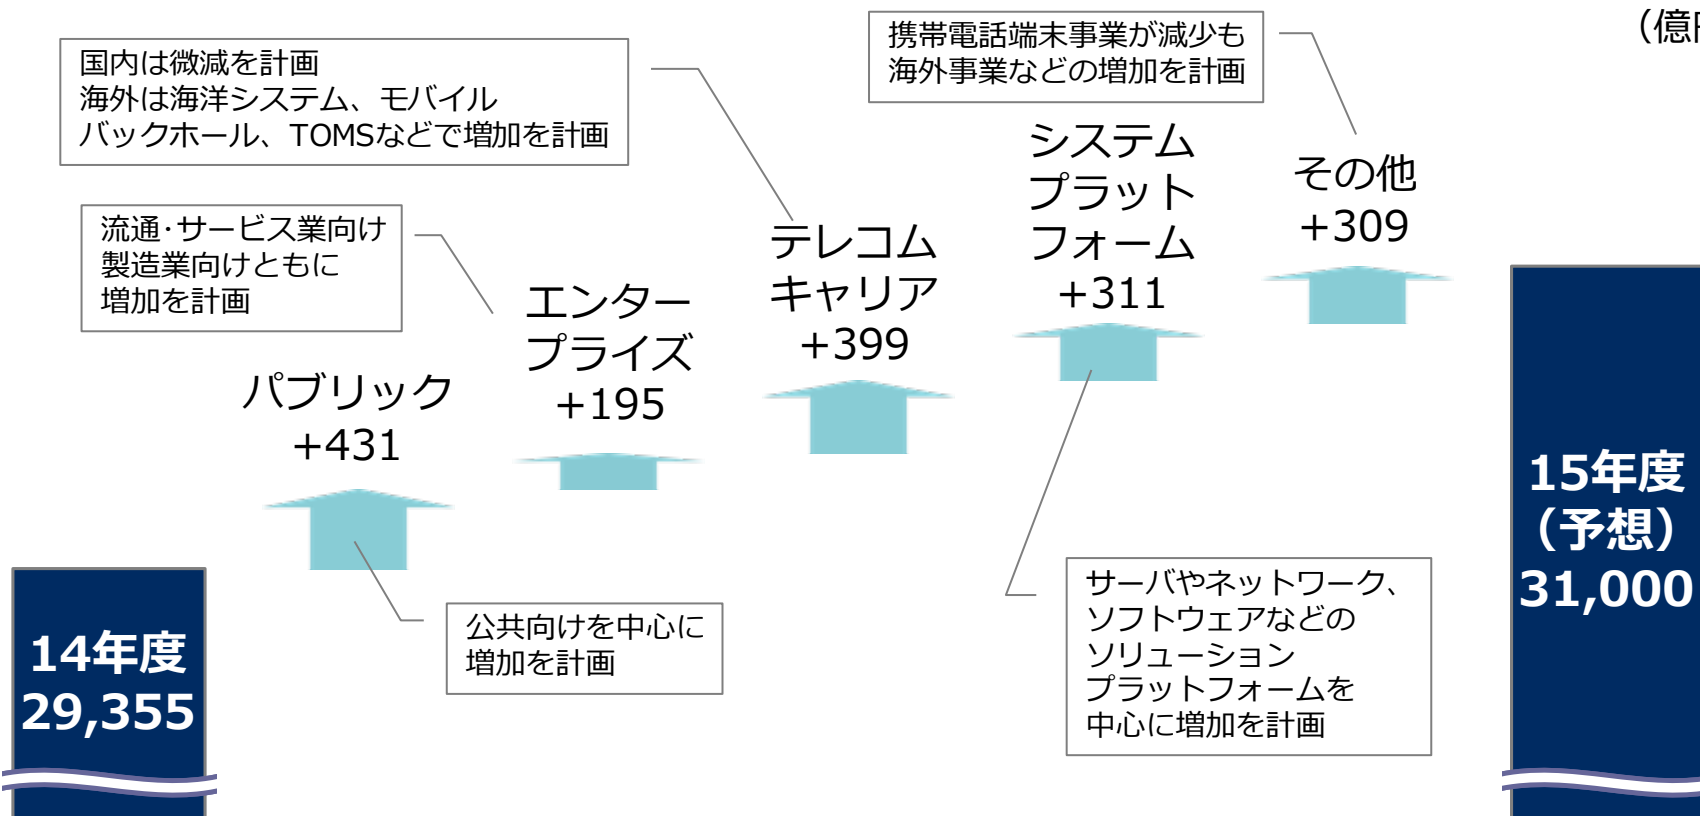 (億
携帯電話端末事業が減少も
海外事業などの増加を計画
国内は微減を計画
海外は海洋システム、モバイル
バックホール、TOMSなどで増加を計画
流通・サービス業向け
製造業向けともに
増加を計画
パブリック
+431
エンター
プライズ
+195
テレコム
キャリア
+399
システム
プラット
フォーム
+311
その他
+309
公共向けを中心に
増加を計画
サーバやネットワーク、
ソフトウェアなどの
ソリューション
プラットフォームを
中心に増加を計画
14年度
29,355
15年度
(予想)
31,000